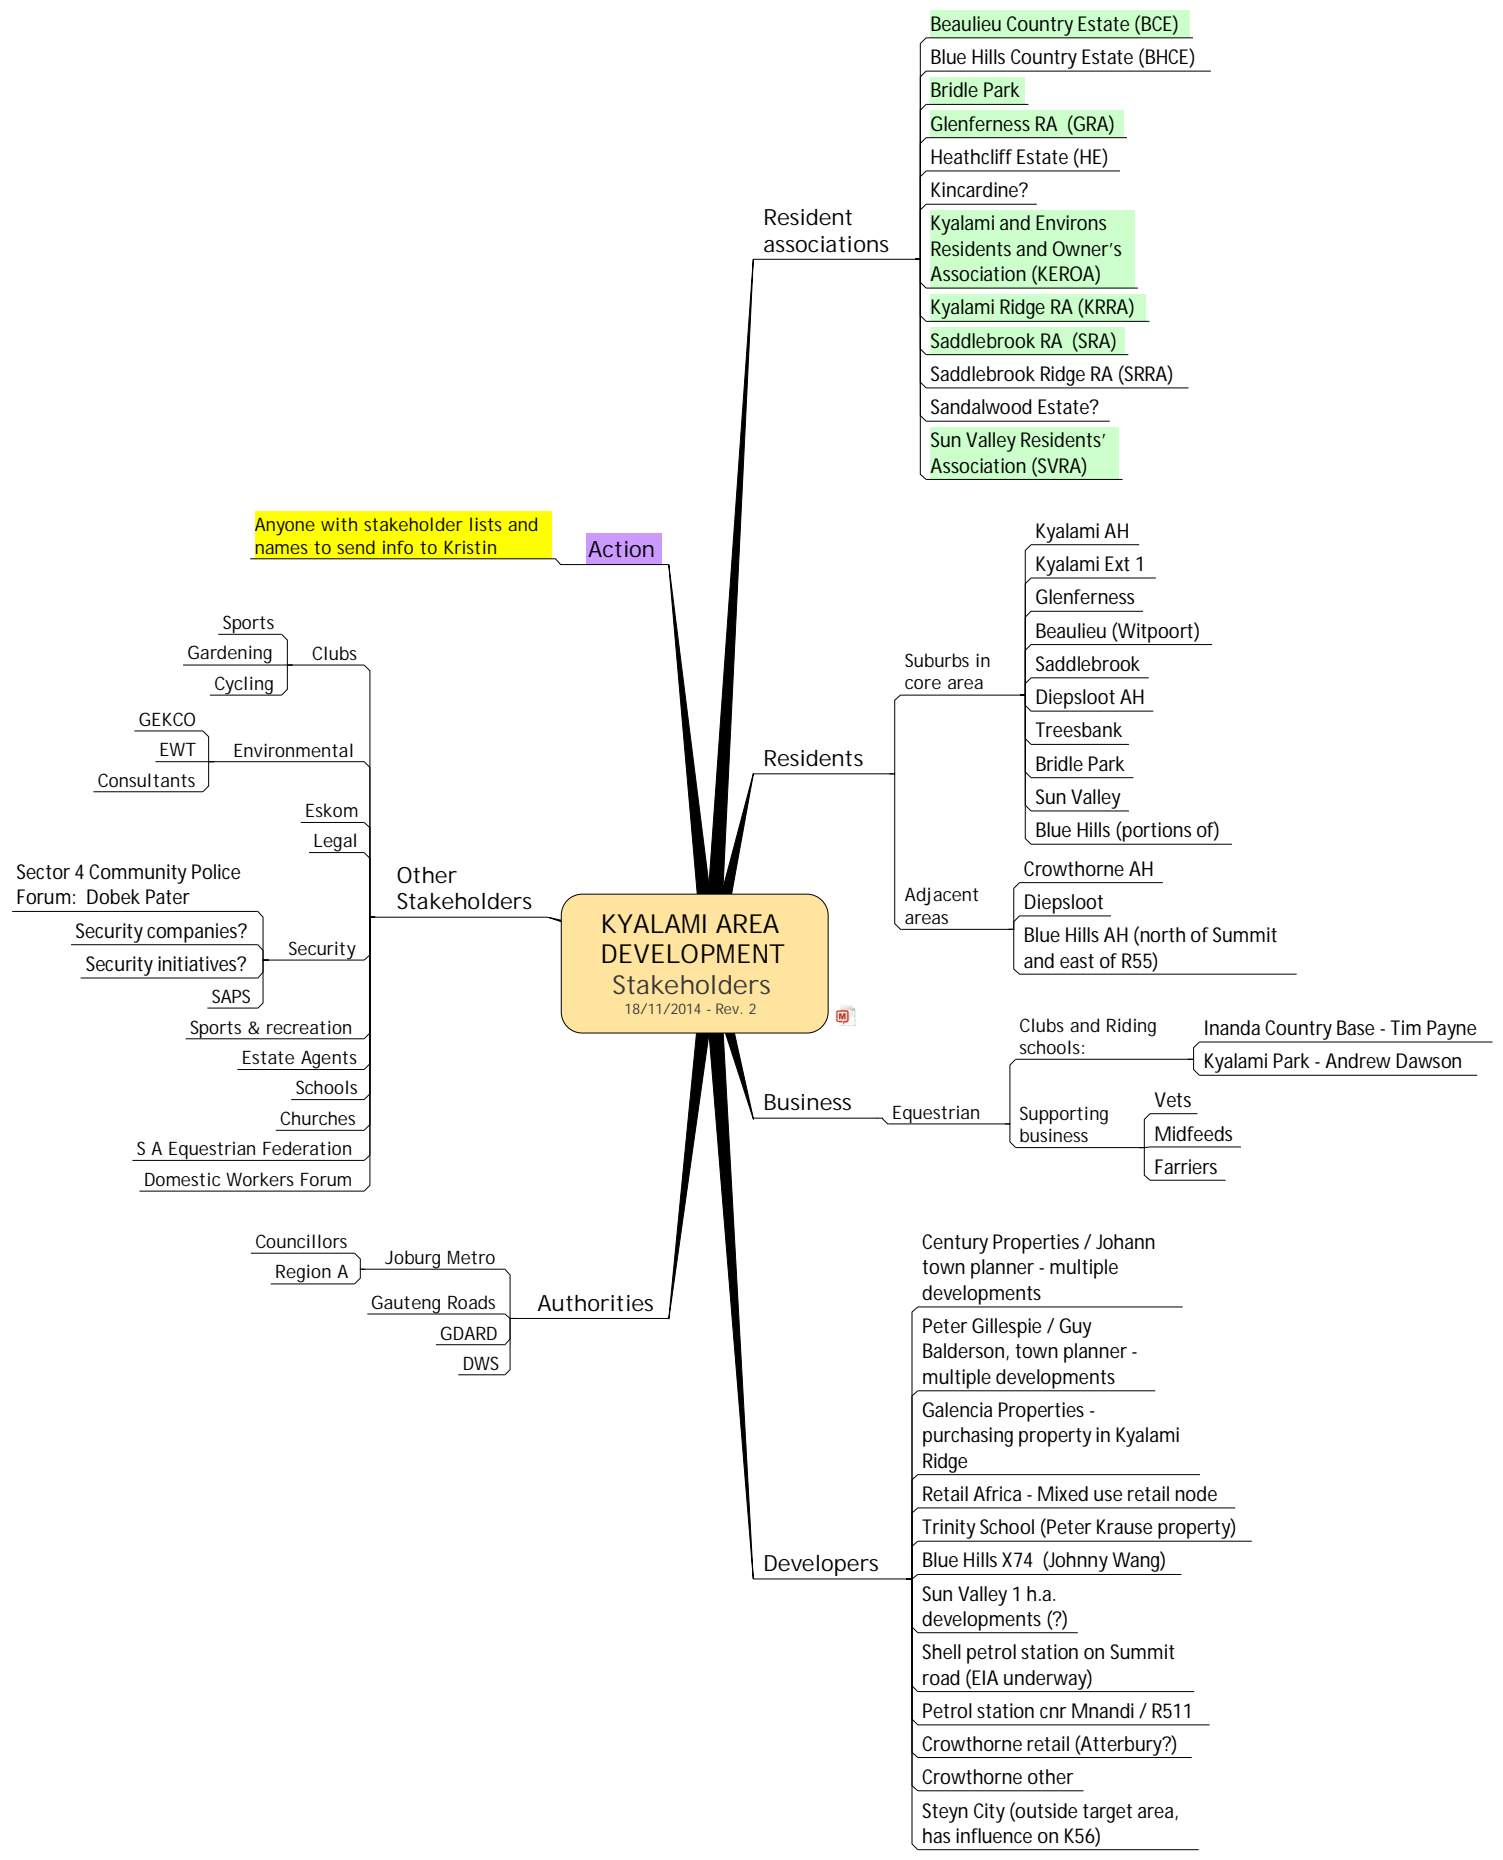 KYALAMI AREA
DEVELOPMENT
Stakeholders
18/11/2014 - Rev. 2
M
Resident
associations
Beaulieu Country Estate (BCE)
Blue Hills Country Estate (BHCE)
Bridle Park
Glenferness RA (GRA)
Heathcliff Estate (HE)
Kincardine?
Kyalami and Environs
Residents and Owner's
Association (KEROA)
Kyalami Ridge RA (KRRA)
Saddlebrook RA (SRA)
Saddlebrook Ridge RA (SRRA)
Sandalwood Estate?
Sun Valley Residents'
Association (SVRA)
Residents
Suburbs in
core area
Kyalami AH
Kyalami Ext 1
Glenferness
Beaulieu (Witpoort)
Saddlebrook
Diepsloot AH
Treesbank
Bridle Park
Sun Valley
Blue Hills (portions of)
Adjacent
areas
Crowthorne AH
Diepsloot
Blue Hills AH (north of Summit
and east of R55)
Business
Equestrian
Clubs and Riding
schools:
Inanda Country Base - Tim Payne
Kyalami Park - Andrew Dawson
Supporting
business
Vets
Midfeeds
Farriers
Developers
Century Properties / Johann
town planner - multiple
developments
Peter Gillespie / Guy
Balderson, town planner -
multiple developments
Galencia Properties -
purchasing property in Kyalami
Ridge
Retail Africa - Mixed use retail node
Trinity School (Peter Krause property)
Blue Hills X74 (Johnny Wang)
Sun Valley 1 h.a.
developments (?)
Shell petrol station on Summit
road (EIA underway)
Petrol station cnr Mnandi / R511
Crowthorne retail (Atterbury?)
Crowthorne other
Steyn City (outside target area,
has influence on K56)
Action
Anyone with stakeholder lists and
names to send info to Kristin
Other
Stakeholders
Clubs
Sports
Gardening
Cycling
Environmental
GEKCO
EWT
Consultants
Eskom
Legal
Security
Sector 4 Community Police
Forum: Dobek Pater
Security companies?
Security initiatives?
SAPS
Sports & recreation
Estate Agents
Schools
Churches
S A Equestrian Federation
Domestic Workers Forum
Authorities
Joburg Metro
Councillors
Region A
Gauteng Roads
GDARD
DWS